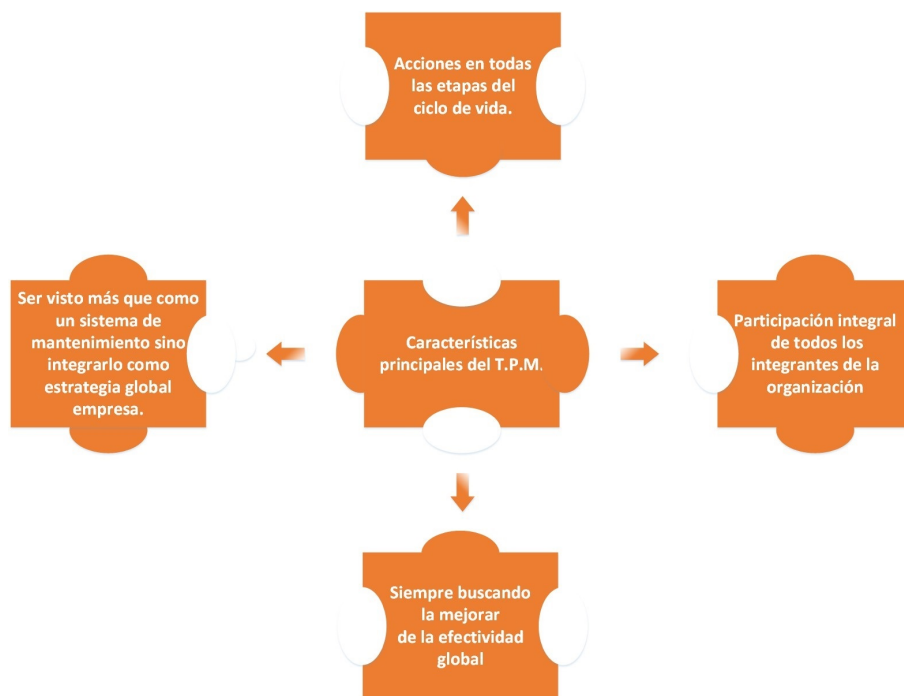 Acciones en todas
las etapas del
ciclo de vida.
Ser visto más que como
un sistema de
mantenimiento sino
integrarlo como
estrategia global
empresa.
Características
principales del T.P.M.
Participación integral
de todos los
integrantes de la
organización
Siempre buscando
la mejorar
de la efectividad
global